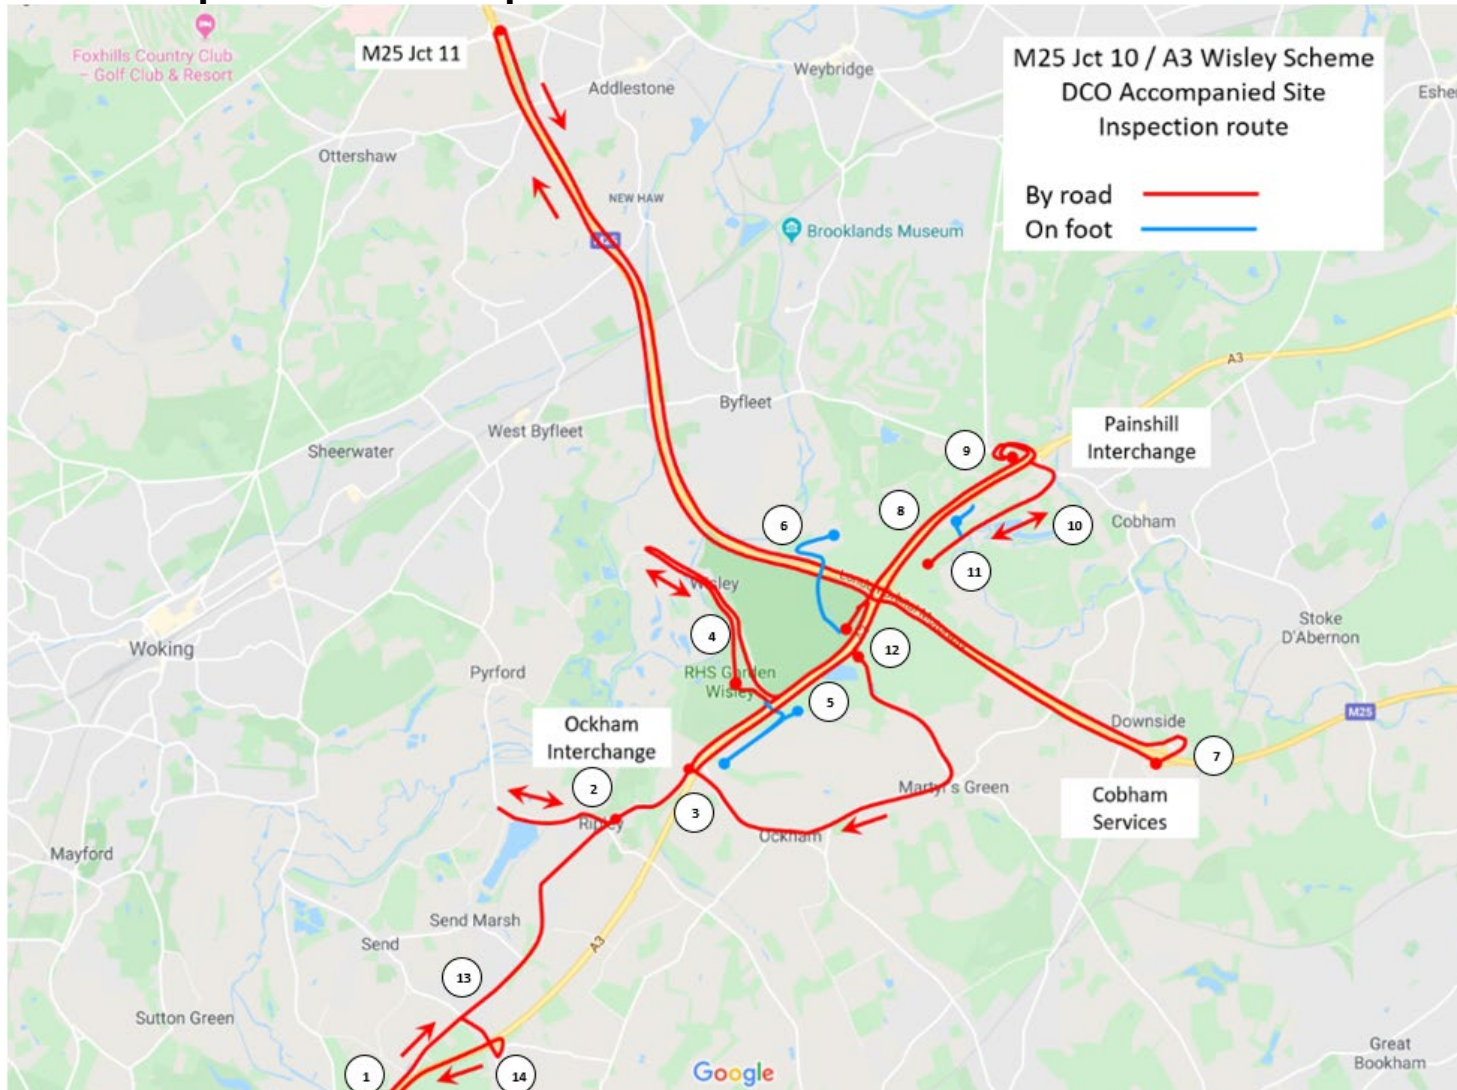 M25 Jct 11
Foxhills Country Club
– Golf Club & Resort
Addlestone
Weybridge
M25 Jct 10 / A3 Wisley Scheme
DCO Accompanied Site
Inspection route
By road
On foot
Ottershaw
NEW HAW
Brooklands Museum
A3
Byfleet
West Byfleet
Sheerwater
Painshill
Interchange
9
8
6
10
Cobham
11
Wisley
4
12
Stoke
D'Abernon
Woking
Pyrford
RHS Garden
Wisley
5
Downside
M25
7
Ockham
Interchange
2
3
Ripley
Martyr's Green
Cobham
Services
Ockham
Mayford
Send Marsh
Send
A3
13
Sutton Green
1
14
Google
Great
Bookham